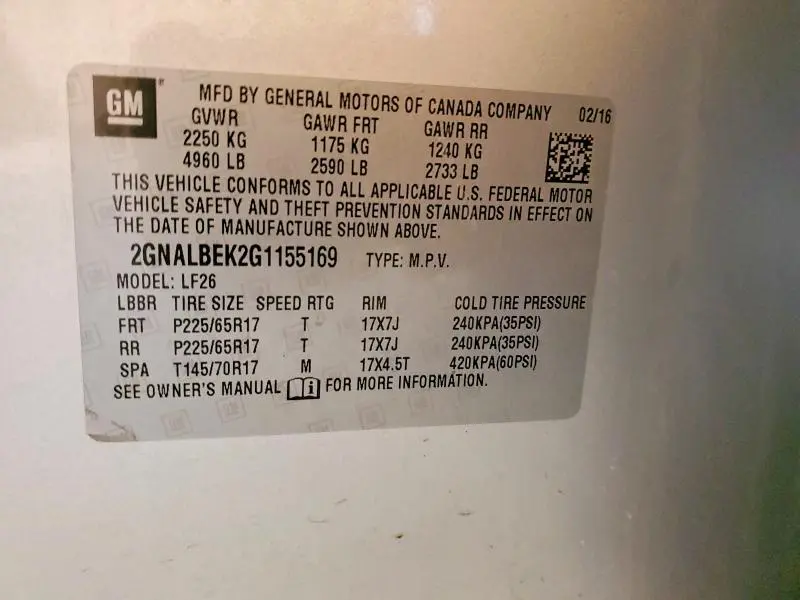 GM
MFD BY GENERAL MOTORS OF CANADA COMPANY 02/16
GVWR GAWR FRT GAWR RR
2250 KG 1175 KG 1240 KG
4960 LB 2590 LB 2733 LB
THIS VEHICLE CONFORMS TO ALL APPLICABLE U.S. FEDERAL MOTOR
VEHICLE SAFETY AND THEFT PREVENTION STANDARDS IN EFFECT ON
THE DATE OF MANUFACTURE SHOWN ABOVE.
2GNALBEK2G1155169 TYPE: M.P.V.
MODEL: LF26
LBBR TIRE SIZE SPEED RTG RIM COLD TIRE PRESSURE
FRT P225/65R17 T 17X7J 240KPA(35PSI)
RR P225/65R17 T 17X7J 240KPA(35PSI)
SPA T145/70R17 M 17X4.5T 420KPA(60PSI)
SEE OWNER'S MANUAL FOR MORE INFORMATION.